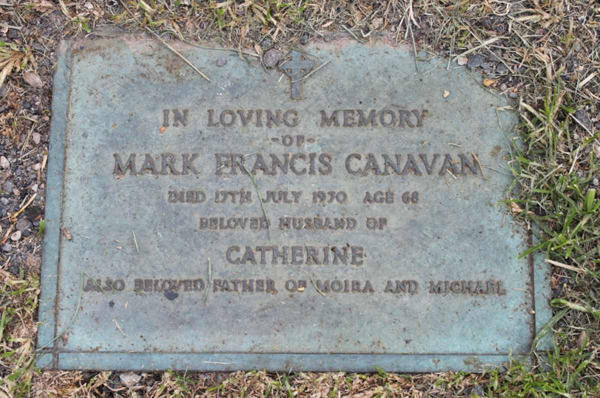 IN LOVING MEMORY
-OF-
MARK FRANCIS CANAVAN
DIED 17TH JULY 1970 AGE 68
BELOVED HUSBAND OF
CATHERINE
ALSO BELOVED FATHER OF MOIRA AND MICHAEL